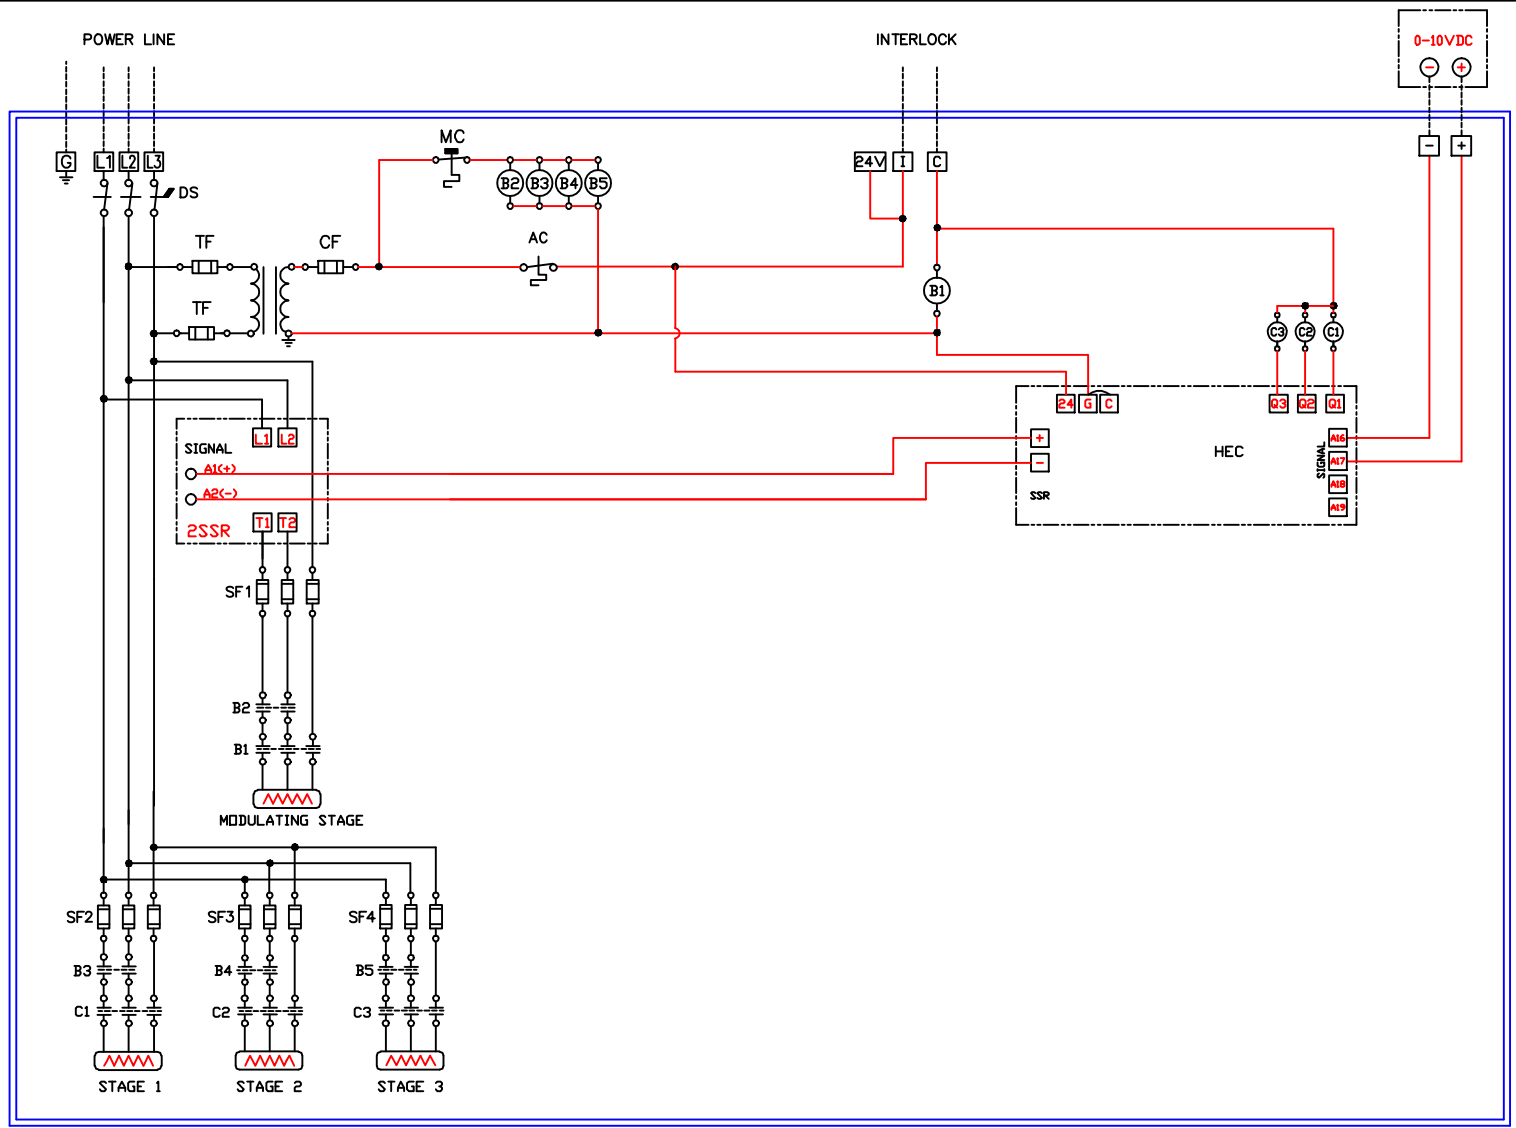 POWER LINE
INTERLOCK
0-10VDC
- +
MC
G L1 L2 L3
24V I C
- +
DS
B2 B3 B4 B5
TF
CF
AC
B1
TF
C3 C2 C1
24 G C
Q3 Q2 Q1
L1 L2
SIGNAL
A1(+)
A2(-)
2SSR
T1 T2
+
-
SSR
HEC
SIGNAL
A16
A17
A18
A19
SF1
B2
B1
MODULATING STAGE
SF2 SF3 SF4
B3 B4 B5
C1 C2 C3
STAGE 1 STAGE 2 STAGE 3